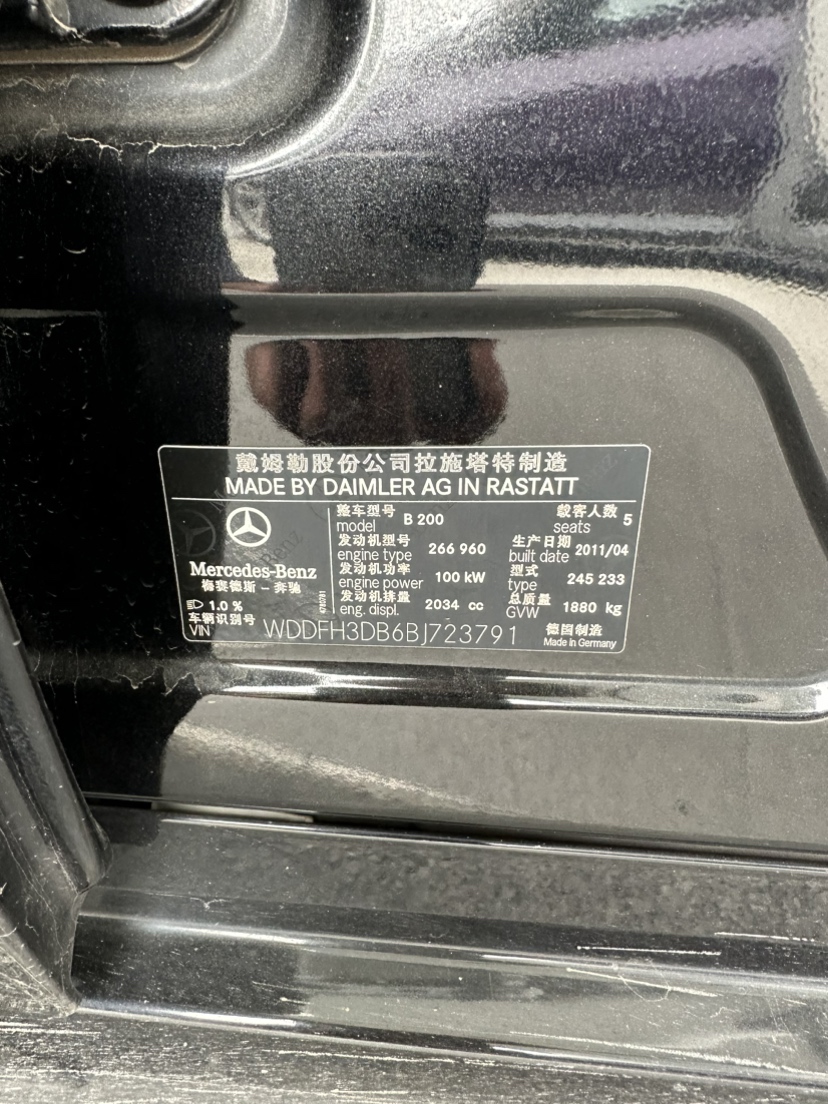 戴姆勒股份公司拉施塔特制造
MADE BY DAIMLER AG IN RASTATT
Mercedes-Benz
梅赛德斯－奔驰
1.0 %
整车型号
model B 200
载客人数
seats 5
发动机型号
engine type 266 960
生产日期
built date 2011/04
发动机功率
engine power 100 kW
型式
type 245 233
发动机排量
eng. displ. 2034 cc
总质量
GVW 1880 kg
车辆识别号
VIN WDDFH3DB6BJ723791
德国制造
Made in Germany